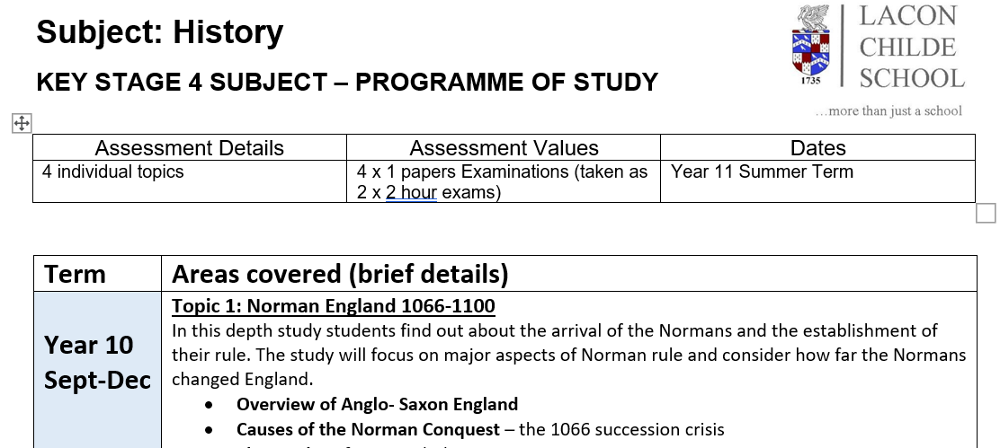 Subject: History
KEY STAGE 4 SUBJECT – PROGRAMME OF STUDY
LACON
CHILDE
SCHOOL
1735
...more than just a school
Assessment Details
Assessment Values
Dates
4 individual topics
4 x 1 papers Examinations (taken as
2 x 2 hour exams)
Year 11 Summer Term
Term
Areas covered (brief details)
Year 10
Sept-Dec
Topic 1: Norman England 1066-1100
In this depth study students find out about the arrival of the Normans and the establishment of
their rule. The study will focus on major aspects of Norman rule and consider how far the Normans
changed England.
• Overview of Anglo- Saxon England
• Causes of the Norman Conquest – the 1066 succession crisis